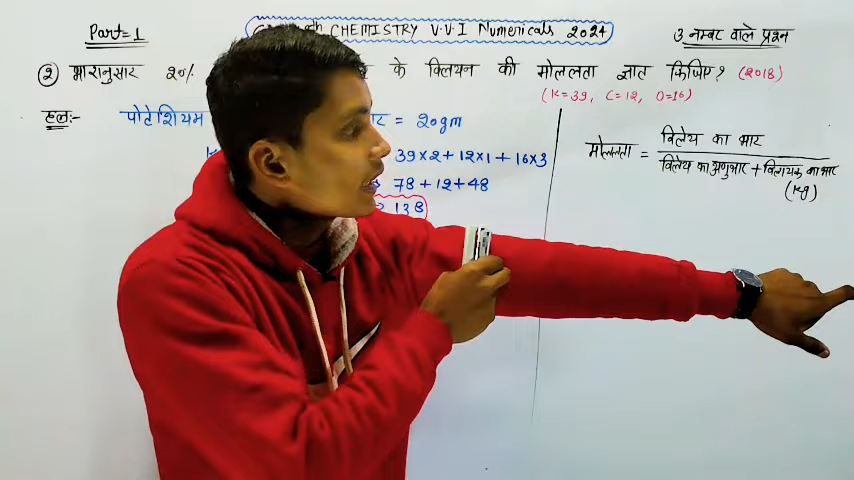 Part=1
CHEMISTRY V.V.I Numericals 2024
3 नम्बर वाले प्रश्न
② भारानुसार 20% के विलयन की मोललता ज्ञात किजिए? (2018)
(K=39, C=12, O=16)
हल:-
पोटेशियम = 20gm
39×2+12×1+16×3
78+12+48
138
मोललता = विलेय का भार
विलेय का अणुभार + विलायक का भार
(Kg)